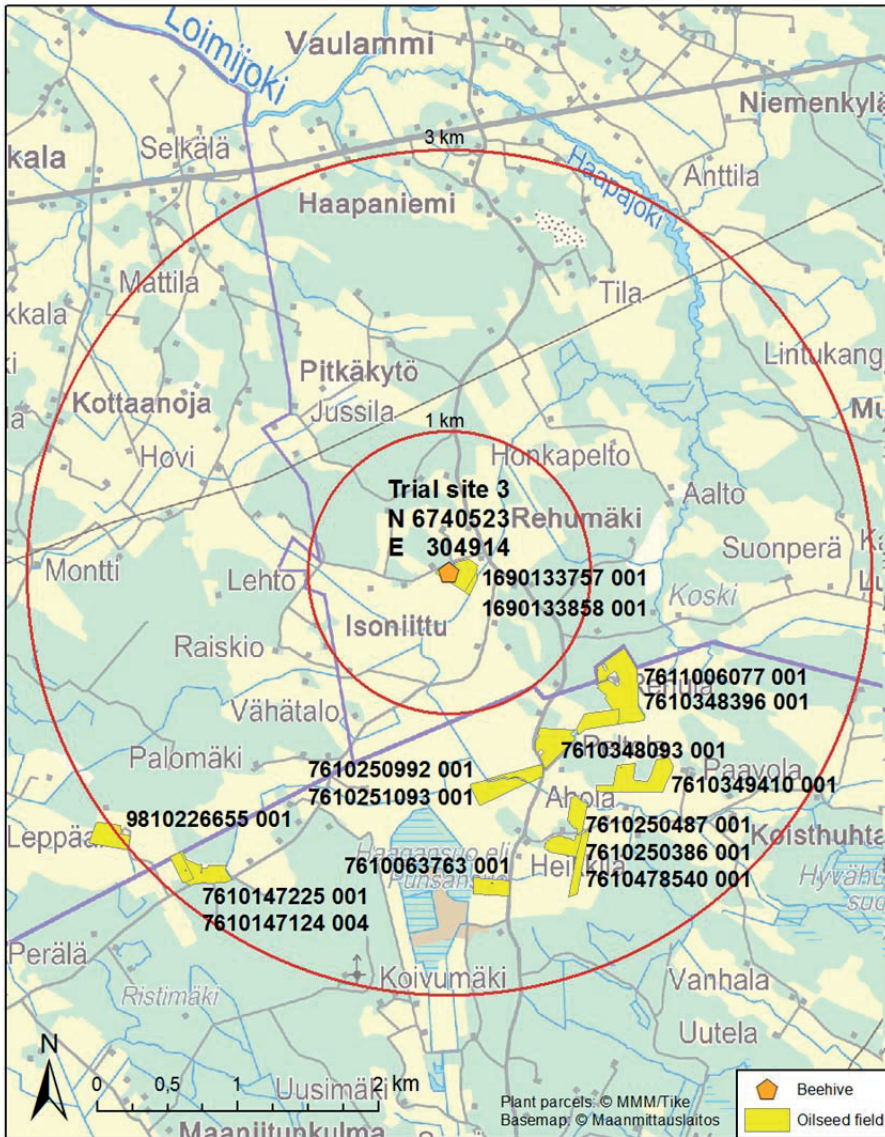 Loimijoki
Vaulammi
Niemenkylä
kala
Selkälä
3 km
Haapajoki
Anttila
Haapaniemi
Mattila
Tila
kkala
Lintukang
Pitkäkytö
Kottaanoja
Jussila
Mu
1 km
Hovi
Honkapelto
Trial site 3
N 6740523
Rehumäki
Aalto
E 304914
Suonperä
Montti
Lehto
1690133757 001
Koski
Isoniittu
1690133858 001
Raiskio
7611006077 001
Vähätalo
7610348396 001
Palomäki
7610348093 001
7610250992 001
Paavola
7610251093 001
Ahola
7610349410 001
9810226655 001
7610250487 001
Koisthuhta
7610063763 001
Heikkilä
7610250386 001
7610478540 001
7610147225 001
7610147124 004
Perälä
Koivumäki
Vanhala
Ristimäki
Uutela
N
0 0,5 1 2 km
Uusimäki
Plant parcels: © MMM/Tike
Basemap: © Maanmittauslaitos
Maanjitunkulma
Beehive
Oilseed field